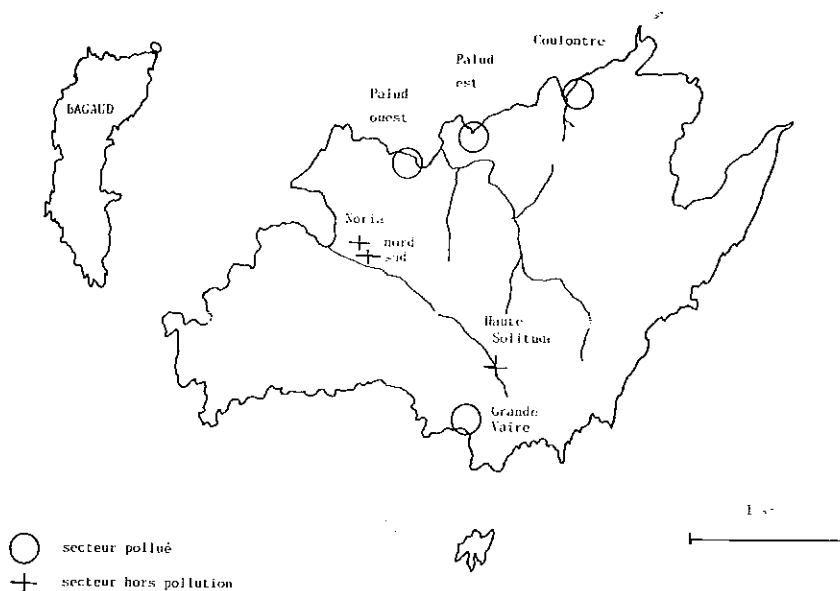 Coulontre
Palud
est
Palud
ouest
BAGAUD
Noria
nord
sud
Haute
Solitude
Grande
Vaire
secteur pollué
secteur hors pollution